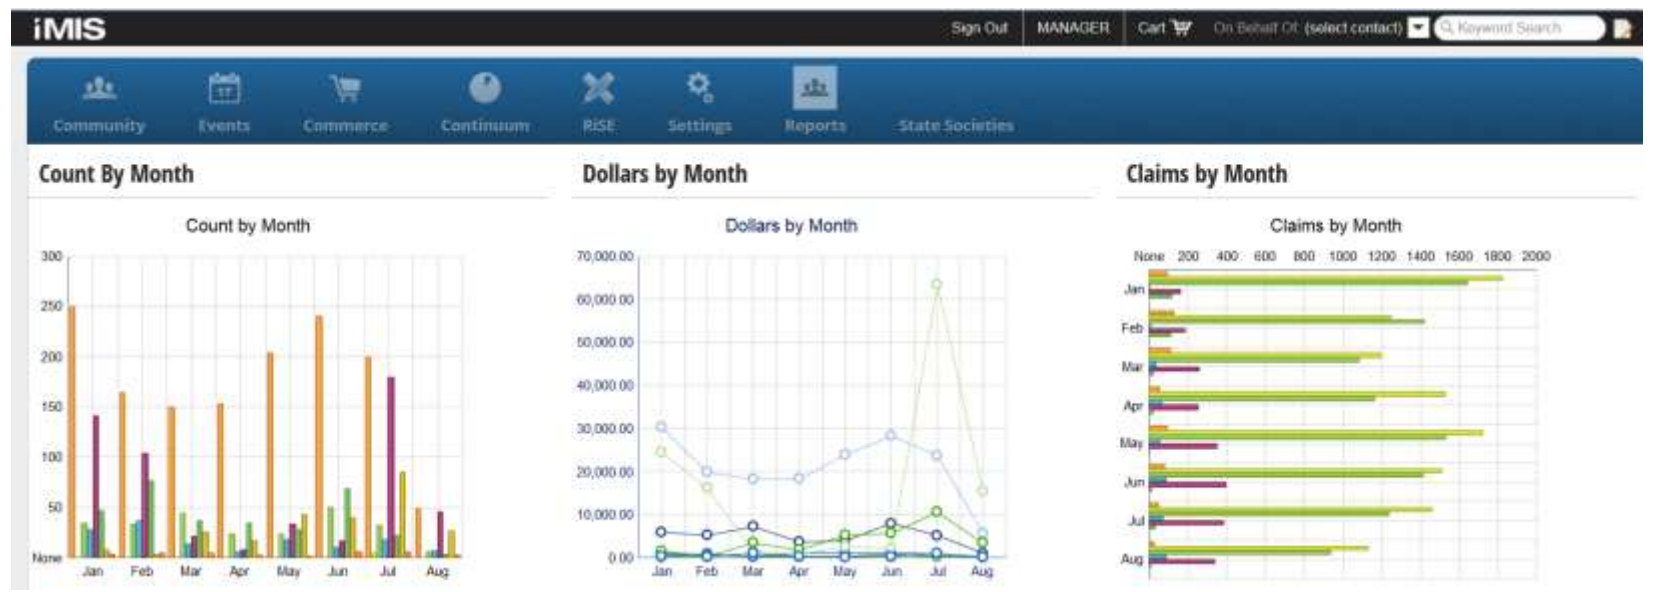 iMIS
Sign Out MANAGER Cart On Behalf Of: (select contact) Keyword Search
17
Community Events Commerce Continuum RiSE Settings Reports State Societies
Count By Month
Count by Month
300
250
200
150
100
50
None
Jan Feb Mar Apr May Jun Jul Aug
Dollars by Month
Dollars by Month
70,000.00
60,000.00
50,000.00
40,000.00
30,000.00
20,000.00
10,000.00
0.00
Jan Feb Mar Apr May Jun Jul Aug
Claims by Month
Claims by Month
None 200 400 600 800 1000 1200 1400 1600 1800 2000
Jan
Feb
Mar
Apr
May
Jun
Jul
Aug